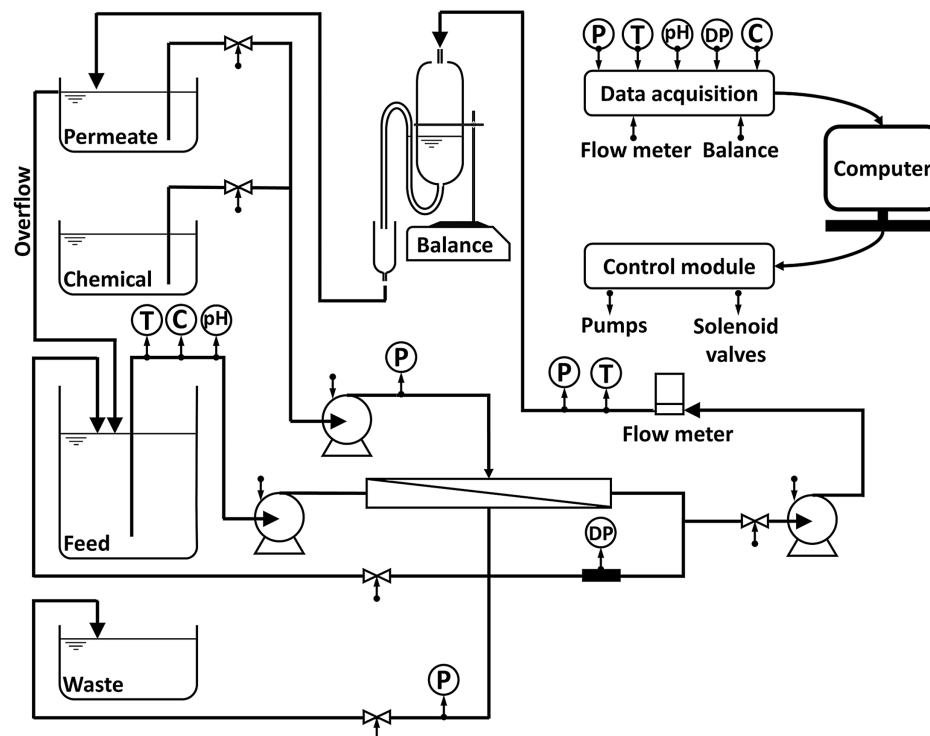 P
T
pH
DP
C
Data acquisition
Flow meter
Balance
Computer
Control module
Pumps
Solenoid
valves
Permeate
Chemical
Overflow
Balance
T
C
pH
P
P
T
Flow meter
Feed
DP
Waste
P